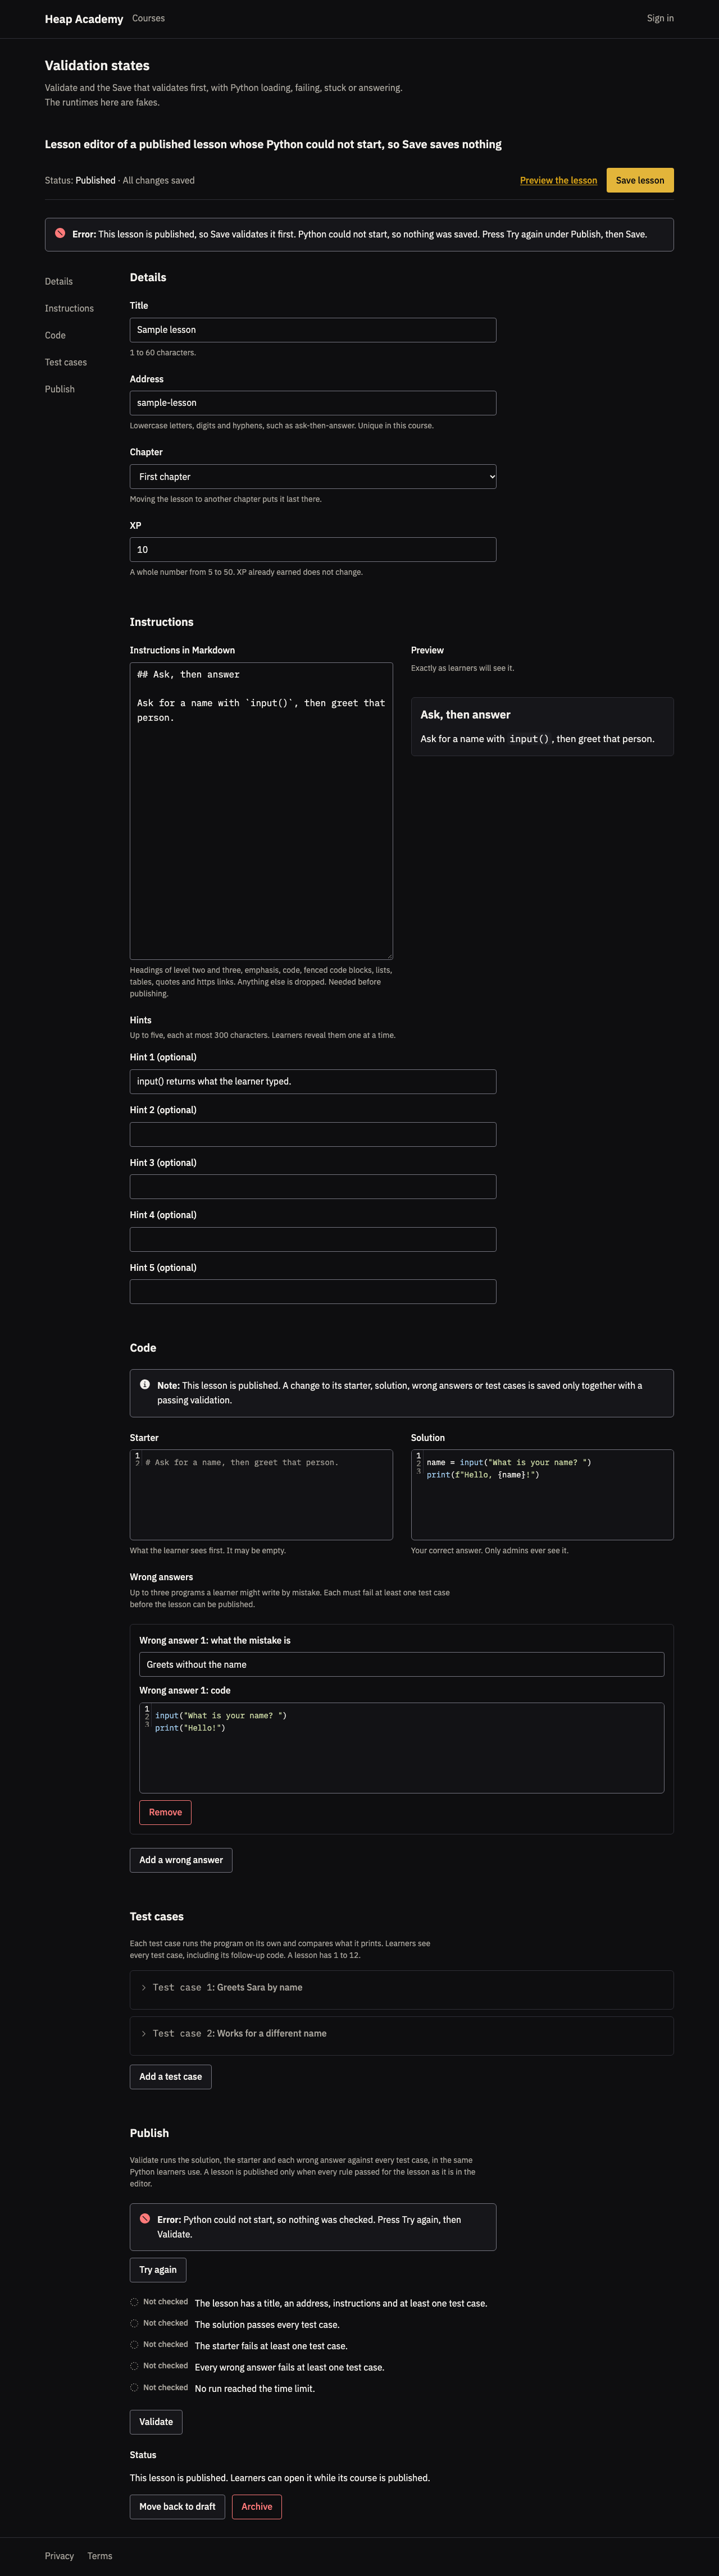 Heap Academy
Courses
Sign in
Validation states
Validate and the Save that validates first, with Python loading, failing, stuck or answering.
The runtimes here are fakes.
Lesson editor of a published lesson whose Python could not start, so Save saves nothing
Status: Published · All changes saved
Preview the lesson
Save lesson
Error: This lesson is published, so Save validates it first. Python could not start, so nothing was saved. Press Try again under Publish, then Save.
Details
Instructions
Code
Test cases
Publish
Details
Title
Sample lesson
1 to 60 characters.
Address
sample-lesson
Lowercase letters, digits and hyphens, such as ask-then-answer. Unique in this course.
Chapter
First chapter
Moving the lesson to another chapter puts it last there.
XP
10
A whole number from 5 to 50. XP already earned does not change.
Instructions
Instructions in Markdown
## Ask, then answer
Ask for a name with `input()`, then greet that
person.
Headings of level two and three, emphasis, code, fenced code blocks, lists,
tables, quotes and https links. Anything else is dropped. Needed before
publishing.
Preview
Exactly as learners will see it.
Ask, then answer
Ask for a name with input(), then greet that person.
Hints
Up to five, each at most 300 characters. Learners reveal them one at a time.
Hint 1 (optional)
input() returns what the learner typed.
Hint 2 (optional)
Hint 3 (optional)
Hint 4 (optional)
Hint 5 (optional)
Code
Note: This lesson is published. A change to its starter, solution, wrong answers or test cases is saved only together with a
passing validation.
Starter
1
2
# Ask for a name, then greet that person.
What the learner sees first. It may be empty.
Solution
1
2
3
name = input("What is your name? ")
print(f"Hello, {name}!")
Your correct answer. Only admins ever see it.
Wrong answers
Up to three programs a learner might write by mistake. Each must fail at least one test case
before the lesson can be published.
Wrong answer 1: what the mistake is
Greets without the name
Wrong answer 1: code
1
2
3
input("What is your name? ")
print("Hello!")
Remove
Add a wrong answer
Test cases
Each test case runs the program on its own and compares what it prints. Learners see
every test case, including its follow-up code. A lesson has 1 to 12.
Test case 1: Greets Sara by name
Test case 2: Works for a different name
Add a test case
Publish
Validate runs the solution, the starter and each wrong answer against every test case, in the same
Python learners use. A lesson is published only when every rule passed for the lesson as it is in the
editor.
Error: Python could not start, so nothing was checked. Press Try again, then
Validate.
Try again
Not checked The lesson has a title, an address, instructions and at least one test case.
Not checked The solution passes every test case.
Not checked The starter fails at least one test case.
Not checked Every wrong answer fails at least one test case.
Not checked No run reached the time limit.
Validate
Status
This lesson is published. Learners can open it while its course is published.
Move back to draft
Archive
Privacy
Terms